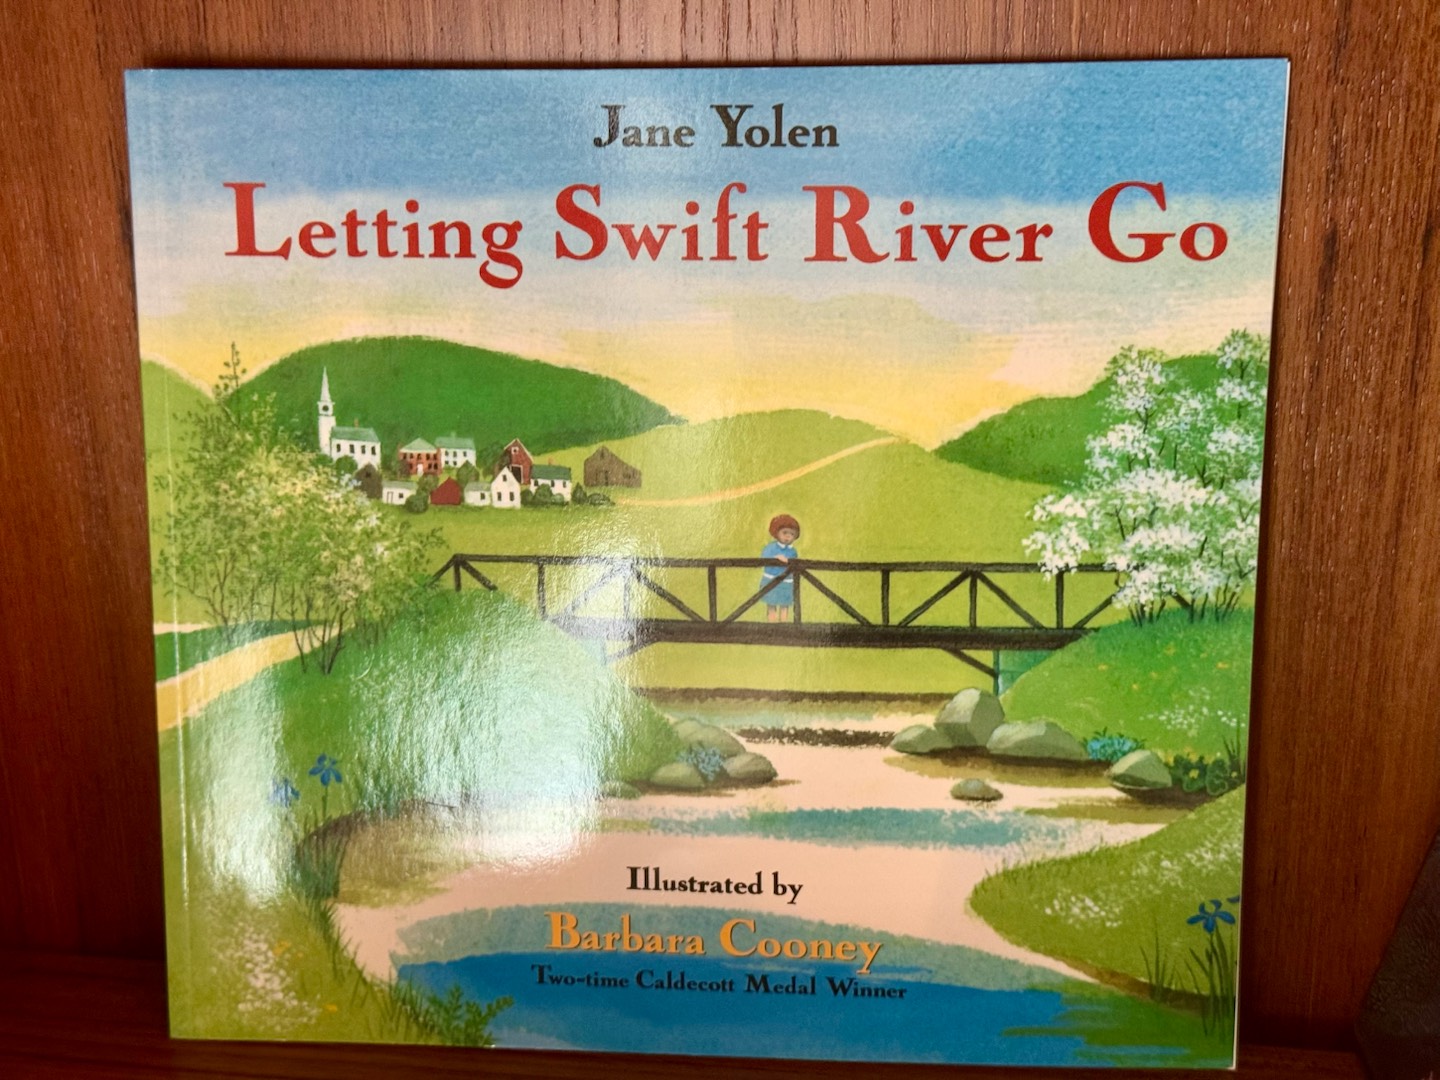 Jane Yolen
Letting Swift River Go
Illustrated by
Barbara Cooney
Two-time Caldecott Medal Winner